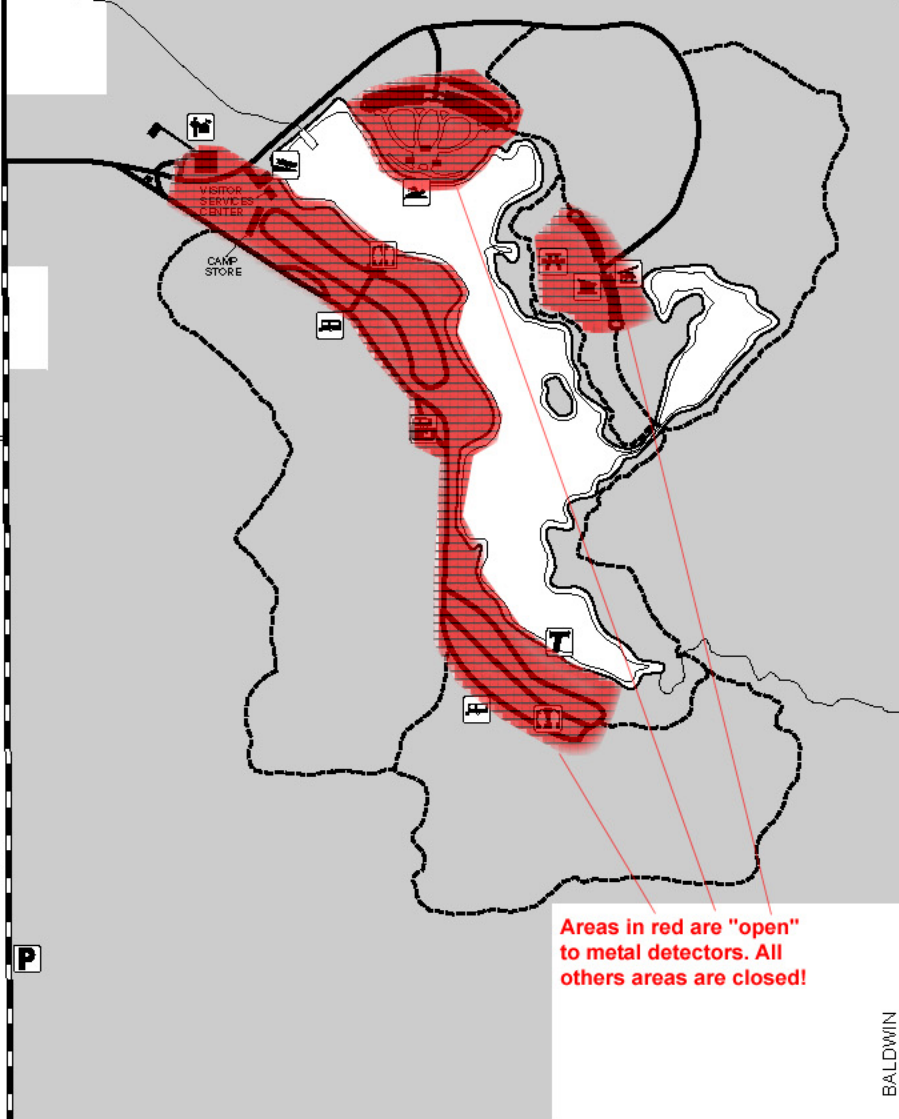 VISITOR
SERVICES
CENTER
CAMP
STORE
Areas in red are "open"
to metal detectors. All
others areas are closed!
P
BALDWIN